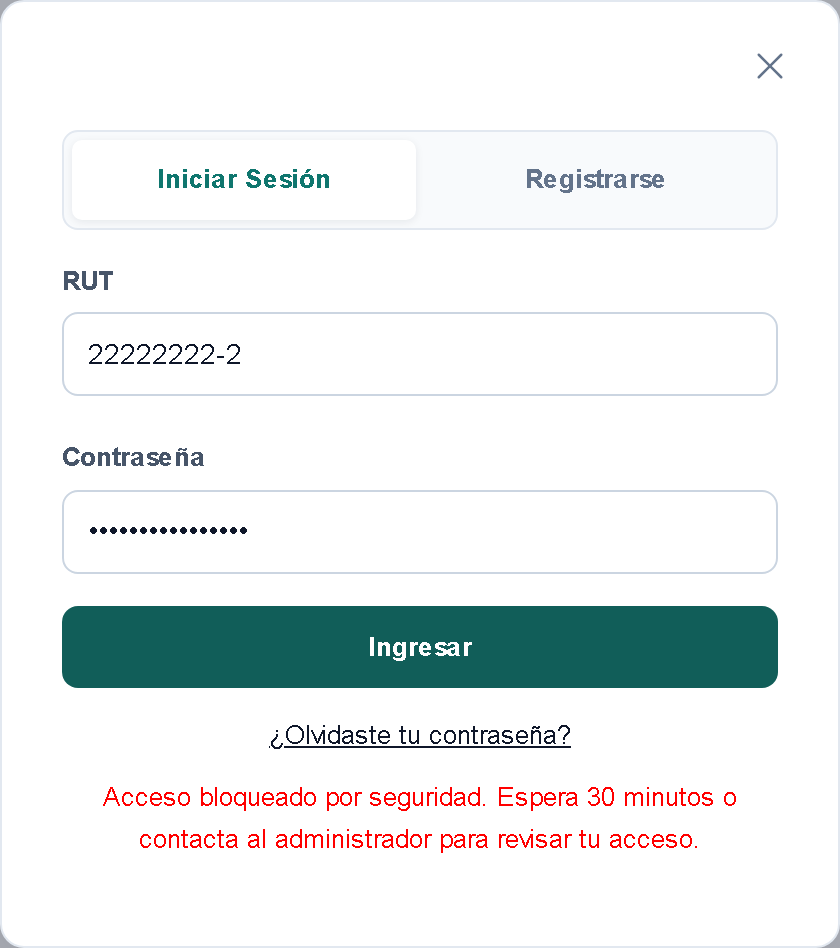 Iniciar Sesión
Registrarse
RUT
22222222-2
Contraseña
••••••••••••••••
Ingresar
¿Olvidaste tu contraseña?
Acceso bloqueado por seguridad. Espera 30 minutos o
contacta al administrador para revisar tu acceso.